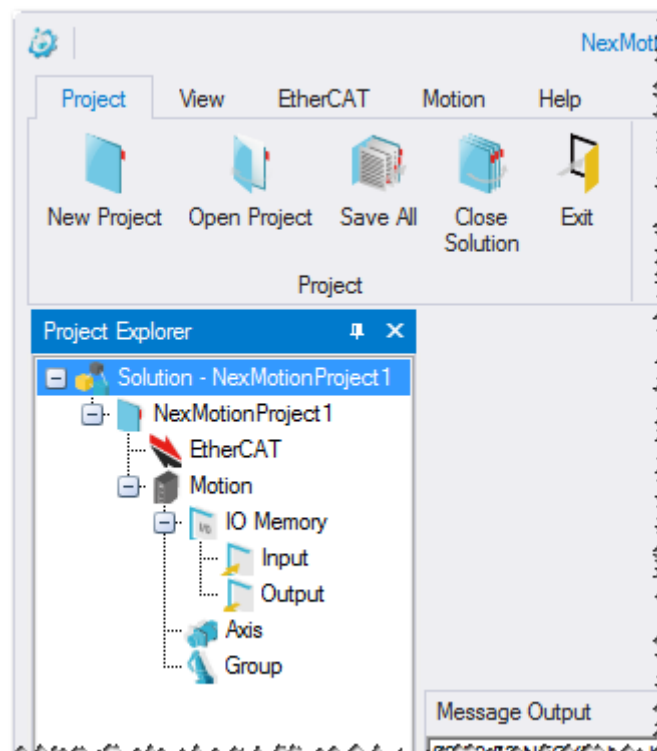 NexMoti
Project View EtherCAT Motion Help
New Project Open Project Save All Close Solution Exit
Project
Project Explorer
Solution - NexMotionProject1
NexMotionProject1
EtherCAT
Motion
IO Memory
Input
Output
Axis
Group
Message Output